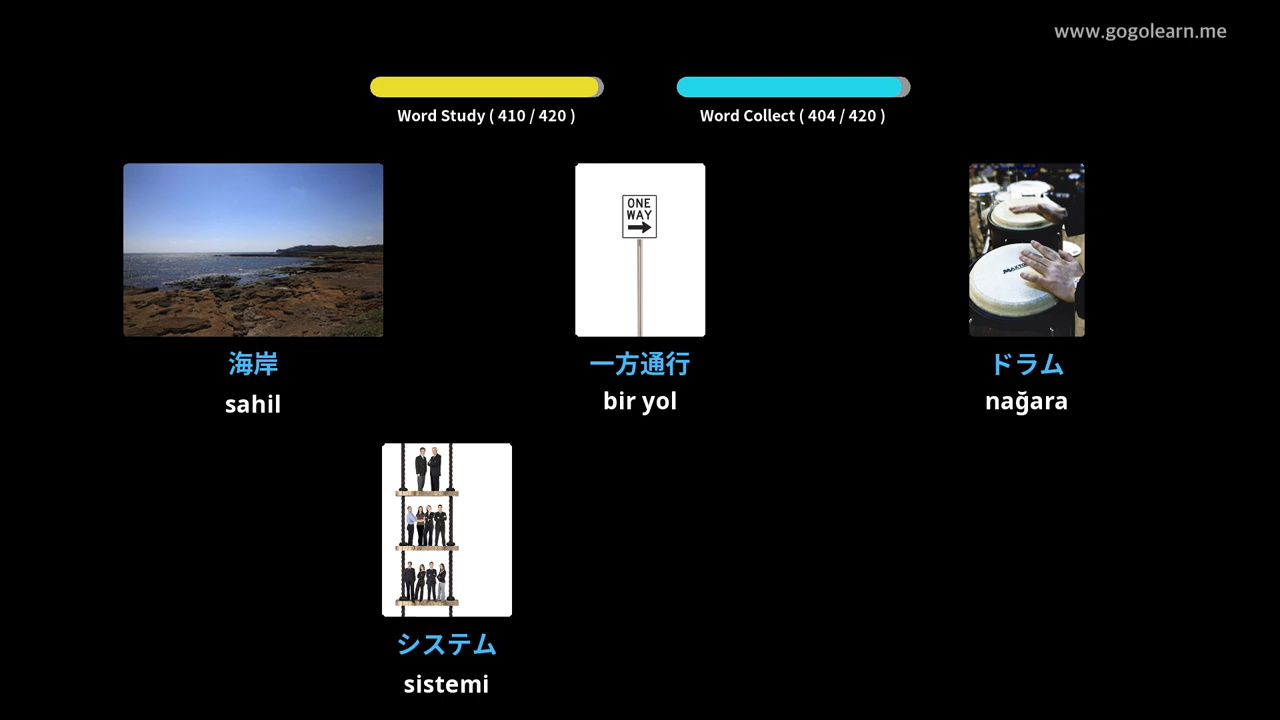 www.gogolearn.me
Word Study ( 410 / 420 )
Word Collect ( 404 / 420 )
ONE
WAY
海岸
一方通行
ドラム
sahil
bir yol
nağara
システム
sistemi